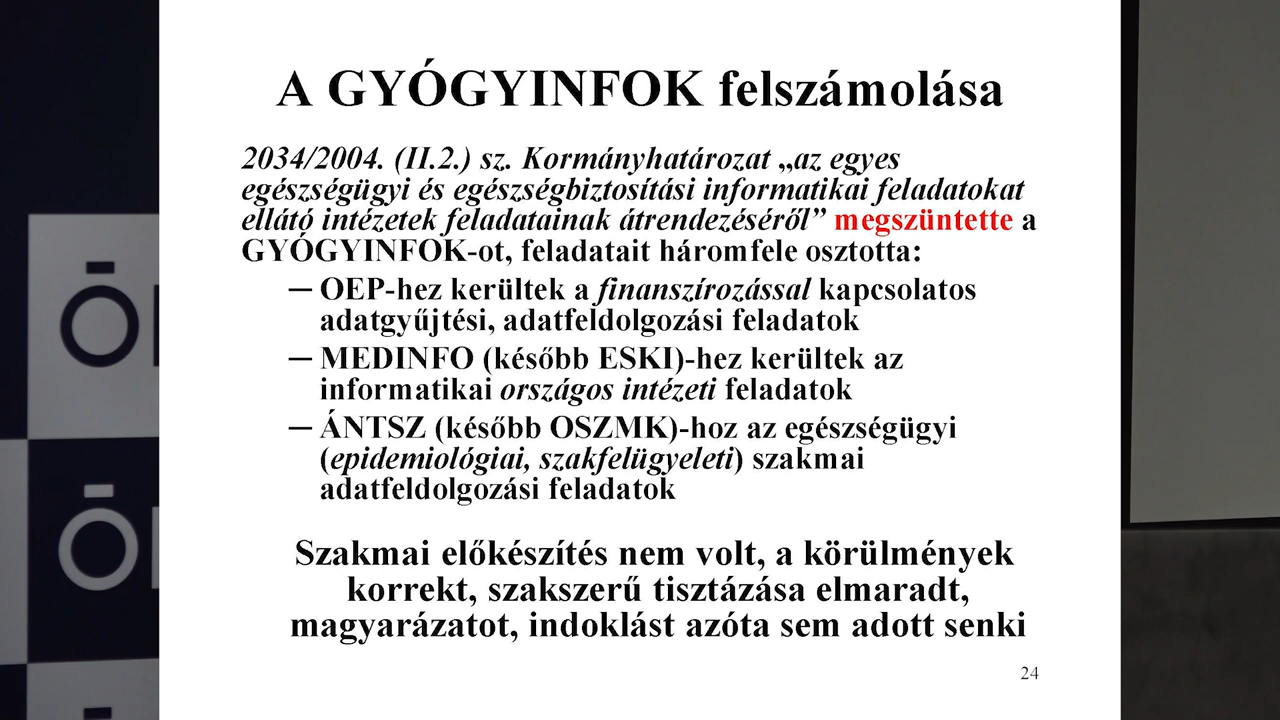 A GYÓGYINFOK felszámolása
2034/2004. (II.2.) sz. Kormányhatározat „az egyes
egészségügyi és egészségbiztosítási informatikai feladatokat
ellátó intézetek feladatainak átrendezéséről” megszüntette a
GYÓGYINFOK-ot, feladatait háromfele osztotta:
─ OEP-hez kerültek a finanszírozással kapcsolatos
adatgyűjtési, adatfeldolgozási feladatok
─ MEDINFO (később ESKI)-hez kerültek az
informatikai országos intézeti feladatok
─ ÁNTSZ (később OSZMK)-hoz az egészségügyi
(epidemiológiai, szakfelügyeleti) szakmai
adatfeldolgozási feladatok
Szakmai előkészítés nem volt, a körülmények
korrekt, szakszerű tisztázása elmaradt,
magyarázatot, indoklást azóta sem adott senki
24